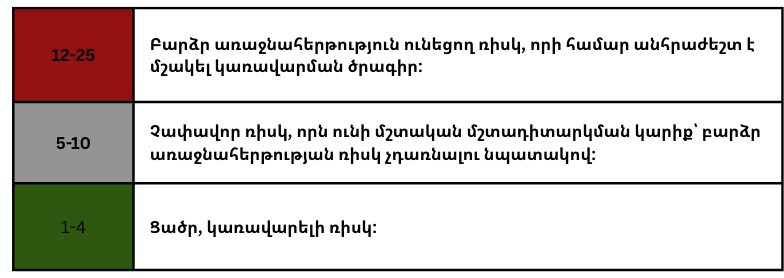 12-25
Բարձր առաջնահերթություն ունեցող ռիսկ, որի համար անհրաժեշտ է
մշակել կառավարման ծրագիր:
5-10
Չափավոր ռիսկ, որն ունի մշտական մշտադիտարկման կարիք՝ բարձր
առաջնահերթության ռիսկ չդառնալու նպատակով:
1-4
Ցածր, կառավարելի ռիսկ: